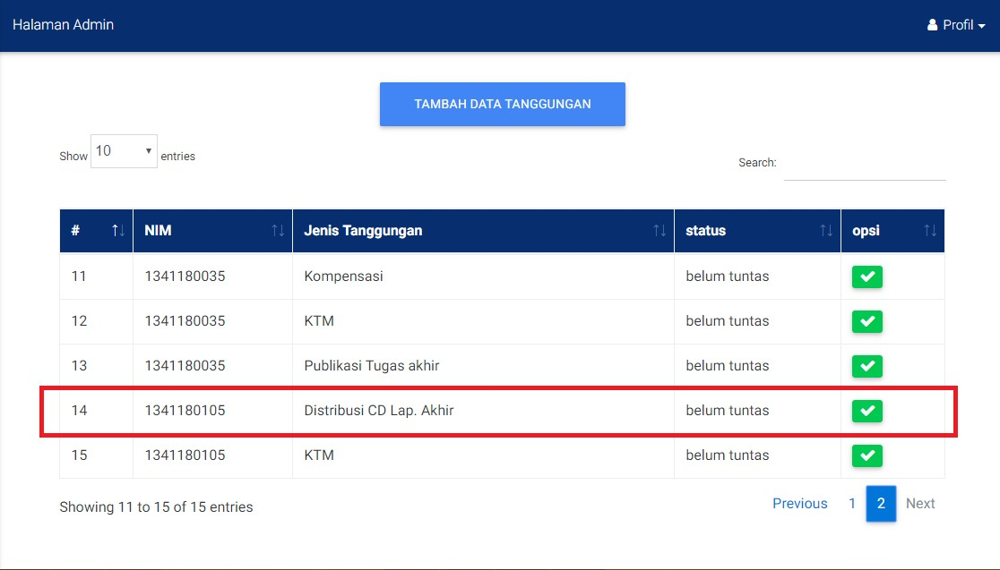 Halaman Admin Profil
TAMBAH DATA TANGGUNGAN
Show 10 entries
Search:
# NIM Jenis Tanggungan status opsi
11 1341180035 Kompensasi belum tuntas
12 1341180035 KTM belum tuntas
13 1341180035 Publikasi Tugas akhir belum tuntas
14 1341180105 Distribusi CD Lap. Akhir belum tuntas
15 1341180105 KTM belum tuntas
Showing 11 to 15 of 15 entries Previous 1 2 Next